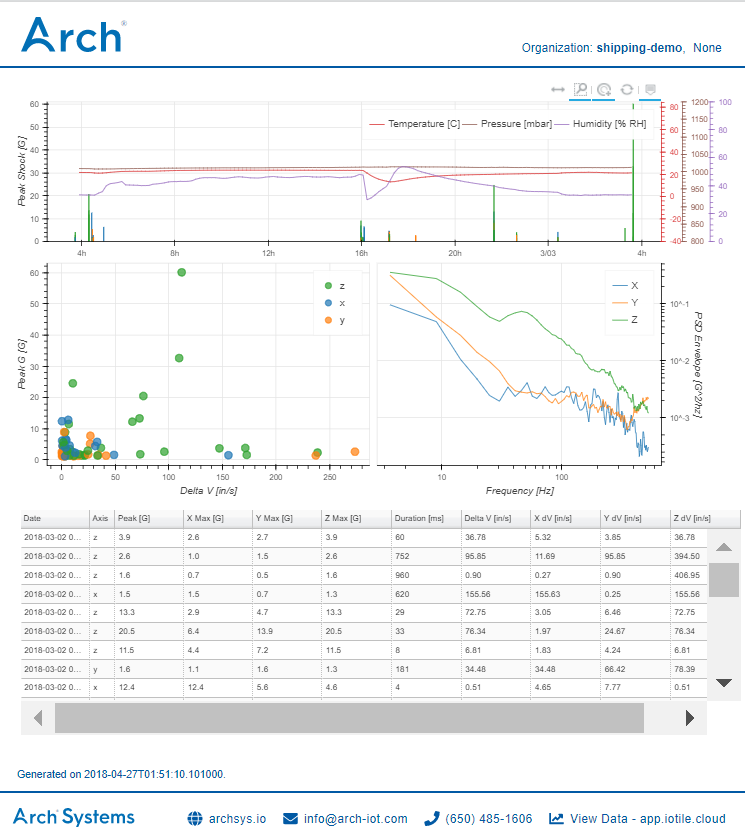 Arch®
Organization: shipping-demo, None
Temperature [C] Pressure [mbar] Humidity [% RH]
Peak Shock [G]
60
50
40
30
20
10
0
4h 8h 12h 16h 20h 3/03 4h
80
60
40
20
0
-20
-40
1200
1150
1100
1050
1000
950
900
850
800
100
80
60
40
20
0
Peak G [G]
60
50
40
30
20
10
0
z
x
y
0 50 100 150 200 250
Delta V [in/s]
X
Y
Z
10^-1
10^-2
10^-3
PSD Envelope [G^2/hz]
10 100
Frequency [Hz]
Date Axis Peak [G] X Max [G] Y Max [G] Z Max [G] Duration [ms] Delta V [in/s] X dV [in/s] Y dV [in/s] Z dV [in/s]
2018-03-02 0... z 3.9 2.6 2.7 3.9 60 36.78 5.32 3.85 36.78
2018-03-02 0... z 2.6 1.0 1.5 2.6 752 95.85 11.69 95.85 394.50
2018-03-02 0... z 1.6 0.7 0.5 1.6 960 0.90 0.27 0.90 406.95
2018-03-02 0... x 1.5 1.5 0.7 1.3 620 155.56 155.63 0.25 155.56
2018-03-02 0... z 13.3 2.9 4.7 13.3 29 72.75 3.05 6.46 72.75
2018-03-02 0... z 20.5 6.4 13.9 20.5 33 76.34 1.97 24.67 76.34
2018-03-02 0... z 11.5 4.4 7.2 11.5 8 6.81 1.83 4.24 6.81
2018-03-02 0... y 1.6 1.1 1.6 1.3 181 34.48 34.48 66.42 78.39
2018-03-02 0... x 12.4 12.4 5.6 4.6 4 0.51 4.65 7.77 0.51
Generated on 2018-04-27T01:51:10.101000.
Arch Systems archsys.io info@arch-iot.com (650) 485-1606 View Data - app.iotile.cloud